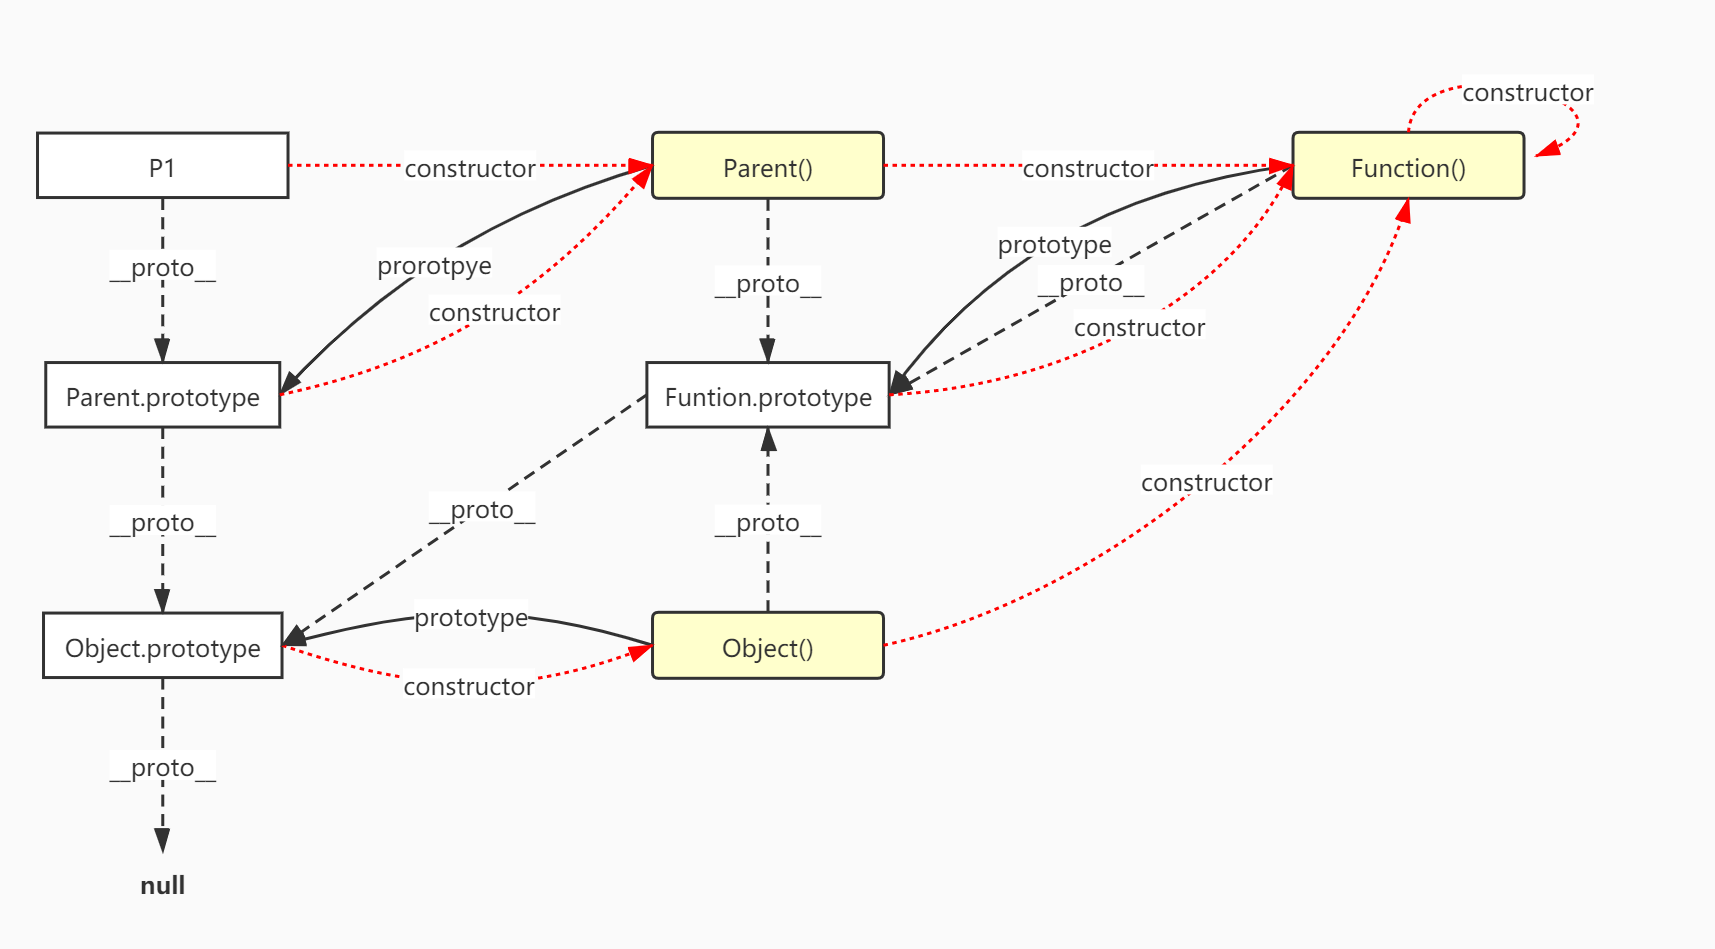 constructor
P1
constructor
Parent()
constructor
Function()
prototype
__proto__
prorotpye
__proto__
__proto__
constructor
constructor
Parent.prototype
Funtion.prototype
constructor
__proto__
__proto__
__proto__
prototype
Object.prototype
Object()
constructor
__proto__
null